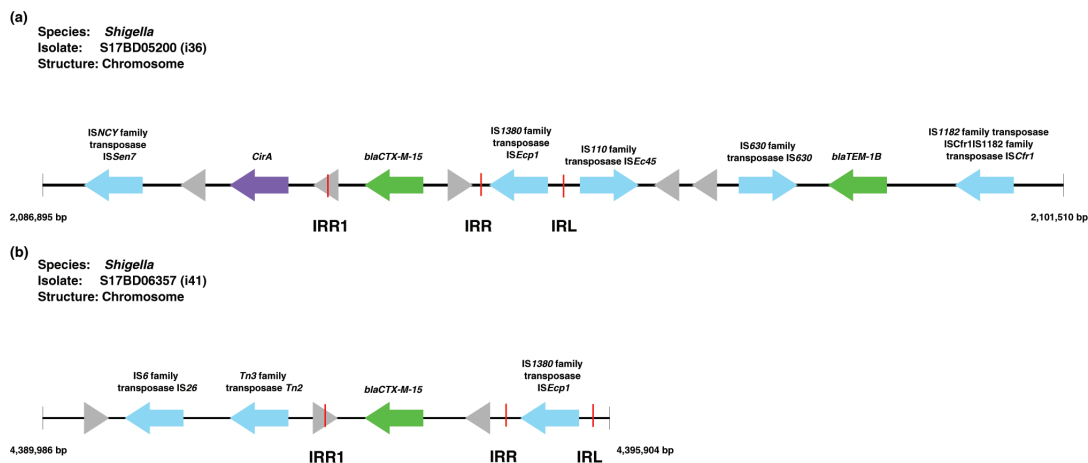 (a)
Species: Shigella
Isolate: S17BD05200 (i36)
Structure: Chromosome
ISNCY family
transposase
ISSen7
CirA
blaCTX-M-15
IS1380 family
transposase
ISEcp1
IS110 family
transposase ISEc45
IS630 family
transposase IS630
blaTEM-1B
IS1182 family transposase
ISCfr1IS1182 family
transposase ISCfr1
2,086,895 bp
IRR1
IRR
IRL
2,101,510 bp
(b)
Species: Shigella
Isolate: S17BD06357 (i41)
Structure: Chromosome
IS6 family
transposase IS26
Tn3 family
transposase Tn2
blaCTX-M-15
IS1380 family
transposase
ISEcp1
4,389,986 bp
IRR1
IRR
IRL
4,395,904 bp